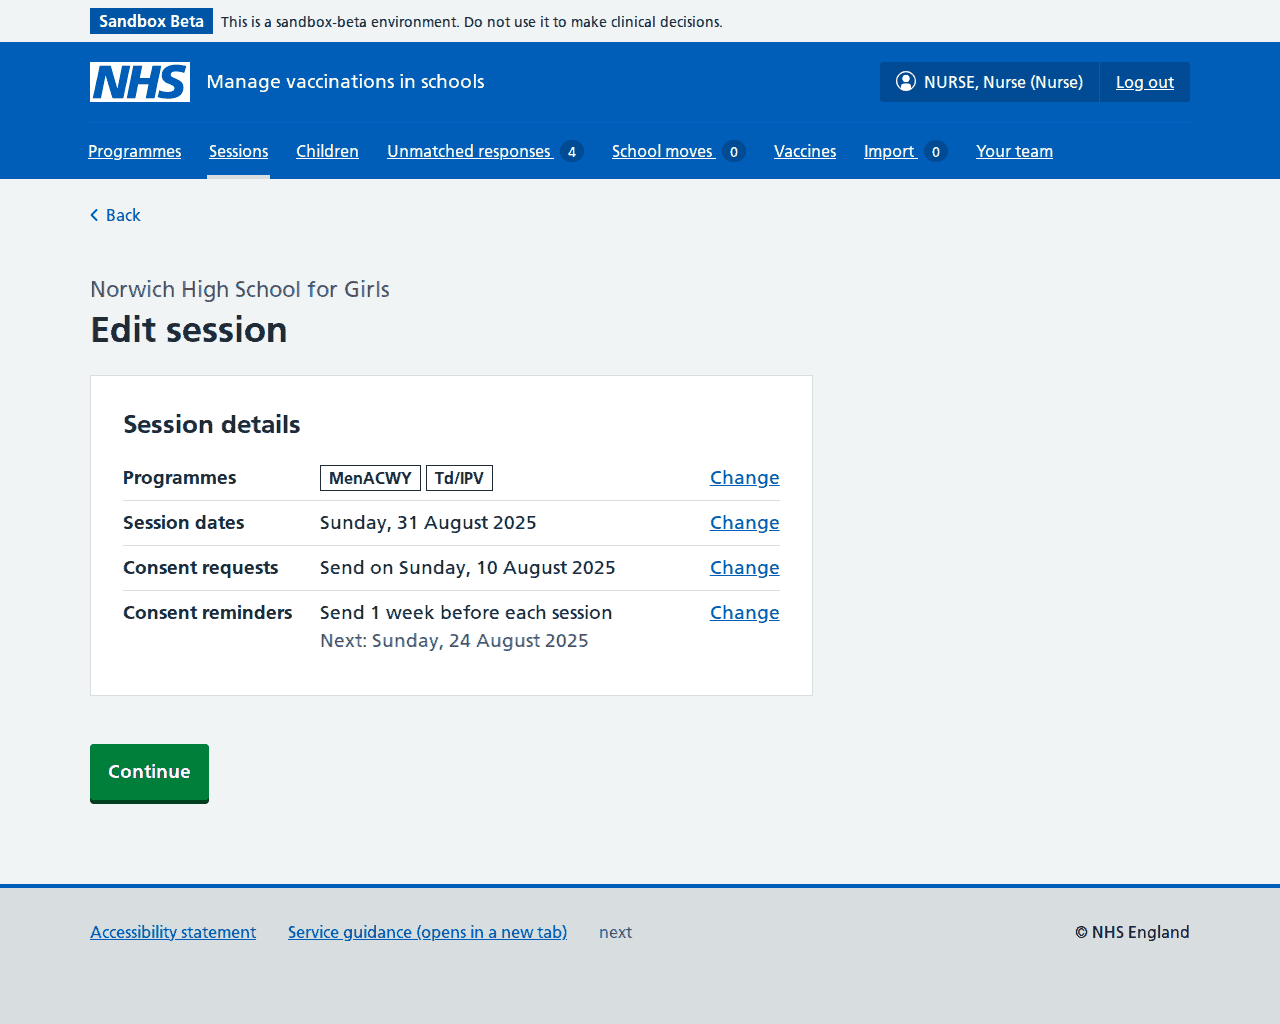 Sandbox Beta This is a sandbox-beta environment. Do not use it to make clinical decisions.
NHS Manage vaccinations in schools NURSE, Nurse (Nurse) Log out
Programmes Sessions Children Unmatched responses 4 School moves 0 Vaccines Import 0 Your team
Back
Norwich High School for Girls
Edit session
Session details
Programmes MenACWY Td/IPV Change
Session dates Sunday, 31 August 2025 Change
Consent requests Send on Sunday, 10 August 2025 Change
Consent reminders Send 1 week before each session Change
Next: Sunday, 24 August 2025
Continue
Accessibility statement Service guidance (opens in a new tab) next © NHS England